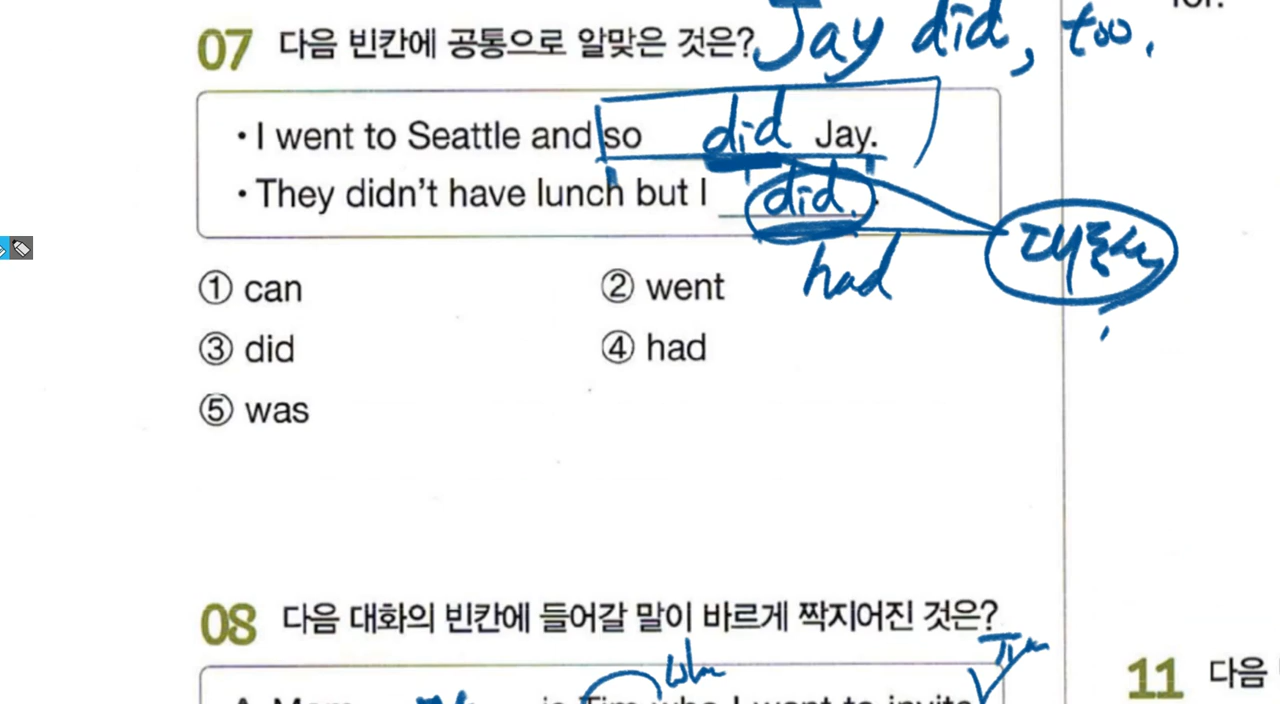 07 다음 빈칸에 공통으로 알맞은 것은? Jay did, too.
• I went to Seattle and so did Jay.
• They didn't have lunch but I did.
대동사
had
① can ② went
③ did ④ had
⑤ was
08 다음 대화의 빈칸에 들어갈 말이 바르게 짝지어진 것은?
11 다음